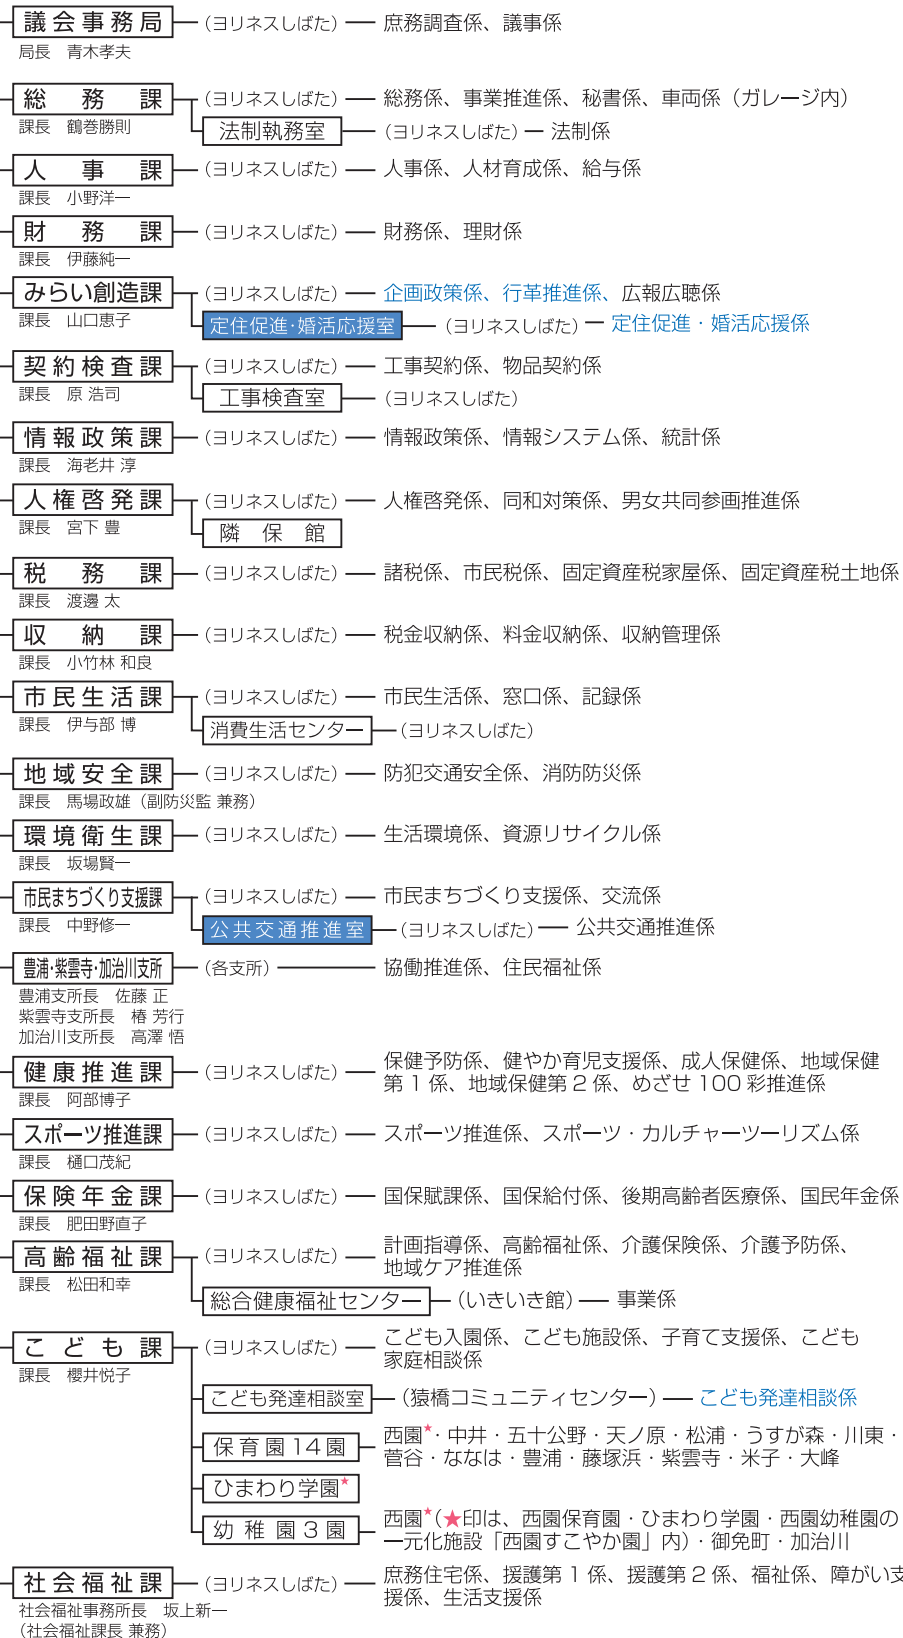 議会事務局 (ヨリネスしばた) 庶務調査係、議事係
局長　青木孝夫
総務課 (ヨリネスしばた) 総務係、事業推進係、秘書係、車両係（ガレージ内）
課長　鶴巻勝則
法制執務室 (ヨリネスしばた) 法制係
人事課 (ヨリネスしばた) 人事係、人材育成係、給与係
課長　小野洋一
財務課 (ヨリネスしばた) 財務係、理財係
課長　伊藤純一
みらい創造課 (ヨリネスしばた) 企画政策係、行革推進係、広報広聴係
課長　山口恵子
定住促進・婚活応援室 (ヨリネスしばた) 定住促進・婚活応援係
契約検査課 (ヨリネスしばた) 工事契約係、物品契約係
課長　原 浩司
工事検査室 (ヨリネスしばた)
情報政策課 (ヨリネスしばた) 情報政策係、情報システム係、統計係
課長　海老井 淳
人権啓発課 (ヨリネスしばた) 人権啓発係、同和対策係、男女共同参画推進係
課長　宮下 豊
隣保館
税務課 (ヨリネスしばた) 諸税係、市民税係、固定資産税家屋係、固定資産税土地係
課長　渡邊 太
収納課 (ヨリネスしばた) 税金収納係、料金収納係、収納管理係
課長　小竹林 和良
市民生活課 (ヨリネスしばた) 市民生活係、窓口係、記録係
課長　伊与部 博
消費生活センター (ヨリネスしばた)
地域安全課 (ヨリネスしばた) 防犯交通安全係、消防防災係
課長　馬場政雄（副防災監 兼務）
環境衛生課 (ヨリネスしばた) 生活環境係、資源リサイクル係
課長　坂場賢一
市民まちづくり支援課 (ヨリネスしばた) 市民まちづくり支援係、交流係
課長　中野修一
公共交通推進室 (ヨリネスしばた) 公共交通推進係
豊浦・紫雲寺・加治川支所 (各支所) 協働推進係、住民福祉係
豊浦支所長　佐藤 正
紫雲寺支所長　椿 芳行
加治川支所長　高澤 悟
健康推進課 (ヨリネスしばた) 保健予防係、健やか育児支援係、成人保健係、地域保健
第1係、地域保健第2係、めざせ100彩推進係
課長　阿部博子
スポーツ推進課 (ヨリネスしばた) スポーツ推進係、スポーツ・カルチャーツーリズム係
課長　樋口茂紀
保険年金課 (ヨリネスしばた) 国保賦課係、国保給付係、後期高齢者医療係、国民年金係
課長　肥田野直子
高齢福祉課 (ヨリネスしばた) 計画指導係、高齢福祉係、介護保険係、介護予防係、
地域ケア推進係
課長　松田和幸
総合健康福祉センター (いきいき館) 事業係
こども課 (ヨリネスしばた) こども入園係、こども施設係、子育て支援係、こども
家庭相談係
課長　櫻井悦子
こども発達相談室 (猿橋コミュニティセンター) こども発達相談係
保育園14園 西園★・中井・五十公野・天ノ原・松浦・うすが森・川東・
菅谷・ななは・豊浦・藤塚浜・紫雲寺・米子・大峰
ひまわり学園★
幼稚園3園 西園★(★印は、西園保育園・ひまわり学園・西園幼稚園の
一元化施設「西園すこやか園」内)・御免町・加治川
社会福祉課 (ヨリネスしばた) 庶務住宅係、援護第1係、援護第2係、福祉係、障がい支
援係、生活支援係
社会福祉事務所長　坂上新一
（社会福祉課長 兼務）